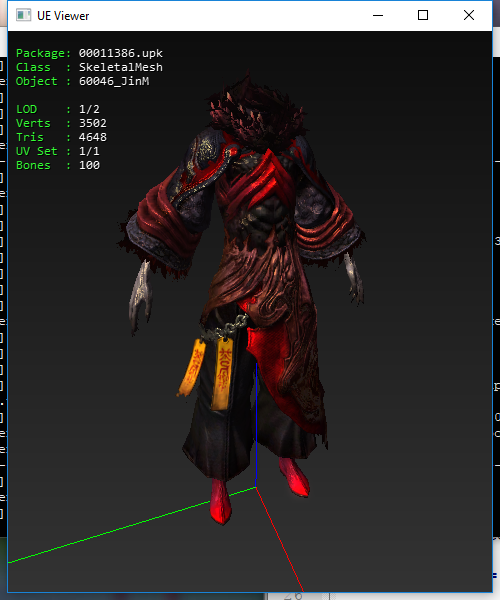 UE Viewer
Package: 00011386.upk
Class : SkeletalMesh
Object : 60046_JinM
LOD : 1/2
Verts : 3502
Tris : 4648
UV Set : 1/1
Bones : 100